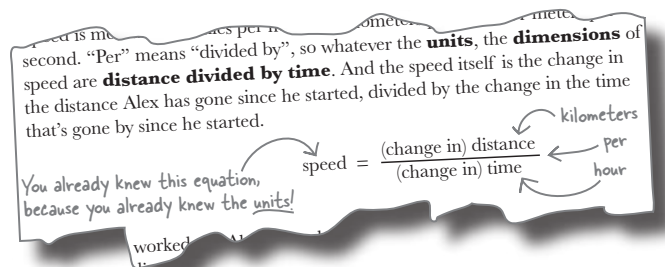 second. “Per” means “divided by”, so whatever the units, the dimensions of
speed are distance divided by time. And the speed itself is the change in
the distance Alex has gone since he started, divided by the change in the time
that’s gone by since he started.
kilometers
per
hour
speed = (change in) distance
(change in) time
You already knew this equation,
because you already knew the units!
worked